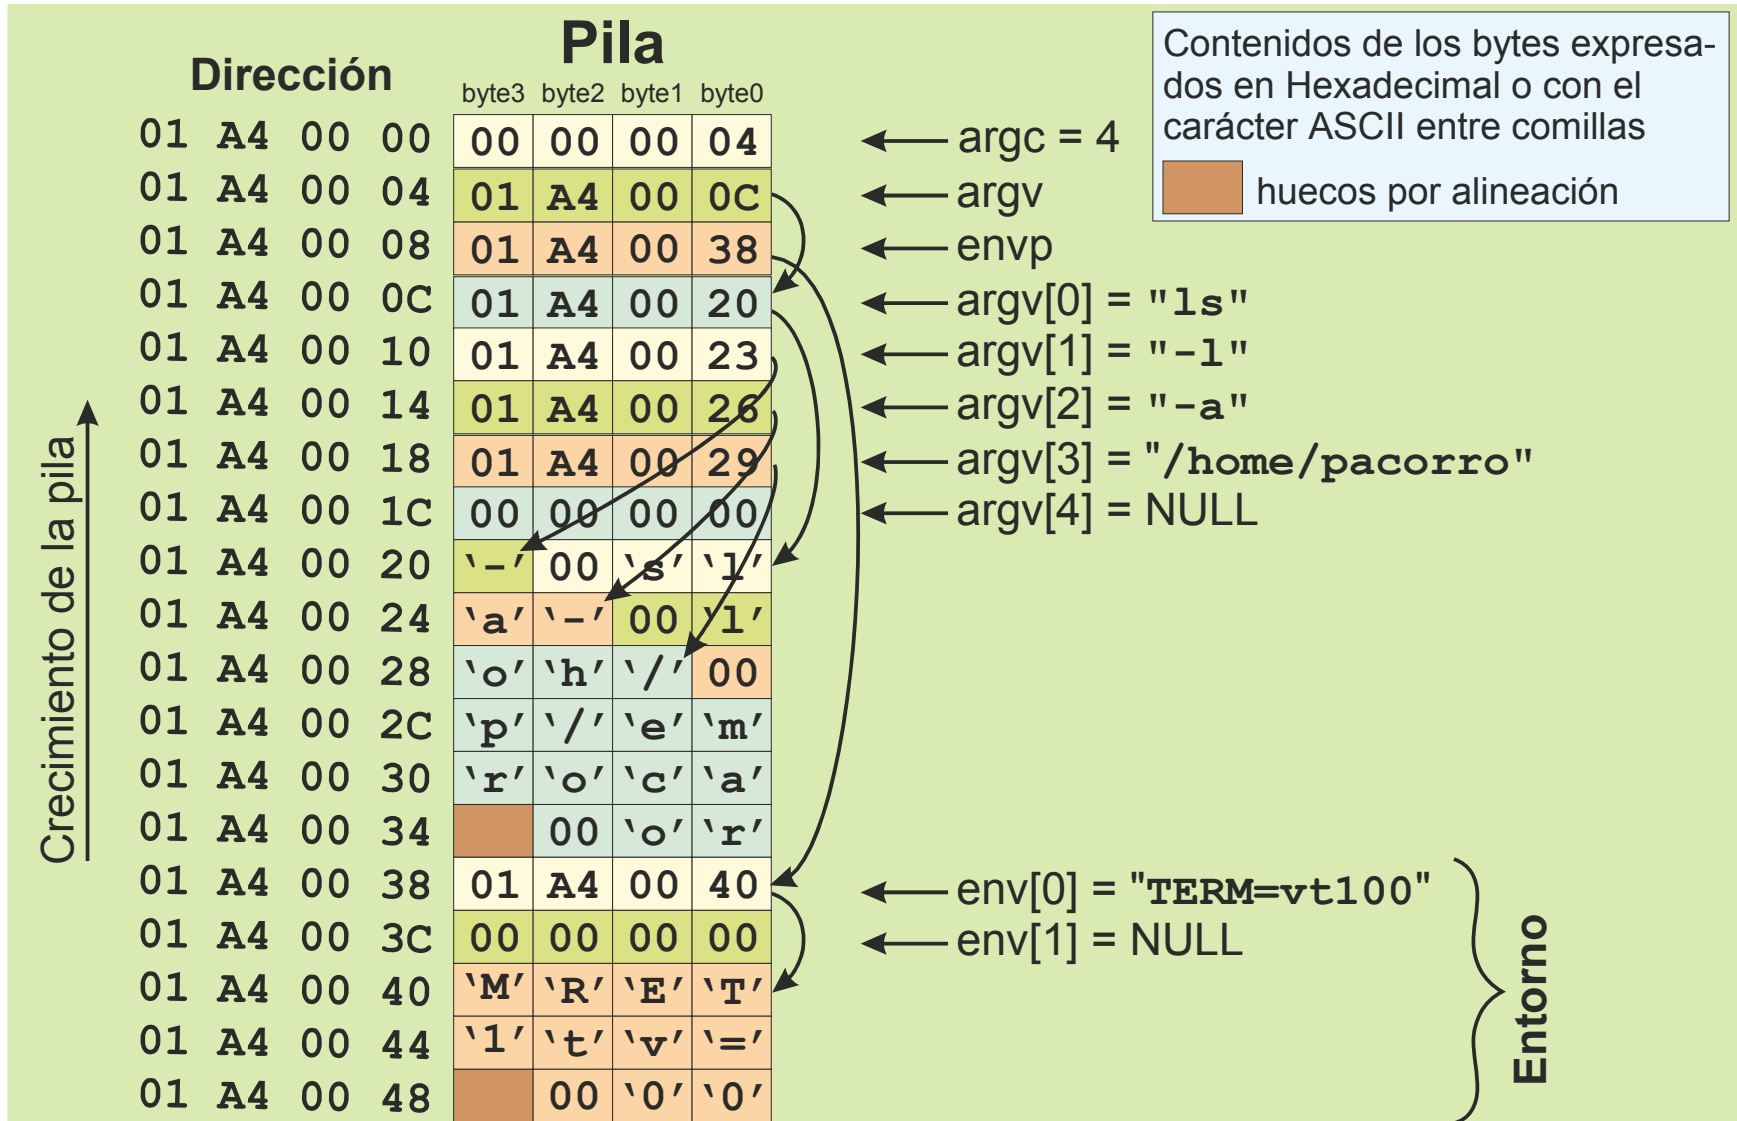 Pila
Dirección
byte3 byte2 byte1 byte0
Contenidos de los bytes expresa-
dos en Hexadecimal o con el
carácter ASCII entre comillas
huecos por alineación
01 A4 00 00 00 00 00 04 argc = 4
01 A4 00 04 01 A4 00 0C argv
01 A4 00 08 01 A4 00 38 envp
01 A4 00 0C 01 A4 00 20 argv[0] = "ls"
01 A4 00 10 01 A4 00 23 argv[1] = "-l"
01 A4 00 14 01 A4 00 26 argv[2] = "-a"
01 A4 00 18 01 A4 00 29 argv[3] = "/home/pacorro"
01 A4 00 1C 00 00 00 00 argv[4] = NULL
01 A4 00 20 ‵-′ 00 ‵s′ ‵l′
01 A4 00 24 ‵a′ ‵-′ 00 ‵l′
01 A4 00 28 ‵o′ ‵h′ ‵/′ 00
01 A4 00 2C ‵p′ ‵/′ ‵e′ ‵m′
01 A4 00 30 ‵r′ ‵o′ ‵c′ ‵a′
01 A4 00 34 00 ‵o′ ‵r′
01 A4 00 38 01 A4 00 40 env[0] = "TERM=vt100"
01 A4 00 3C 00 00 00 00 env[1] = NULL
01 A4 00 40 ‵M′ ‵R′ ‵E′ ‵T′
01 A4 00 44 ‵1′ ‵t′ ‵v′ ‵=′
01 A4 00 48 00 ‵0′ ‵0′
Crecimiento de la pila
Entorno